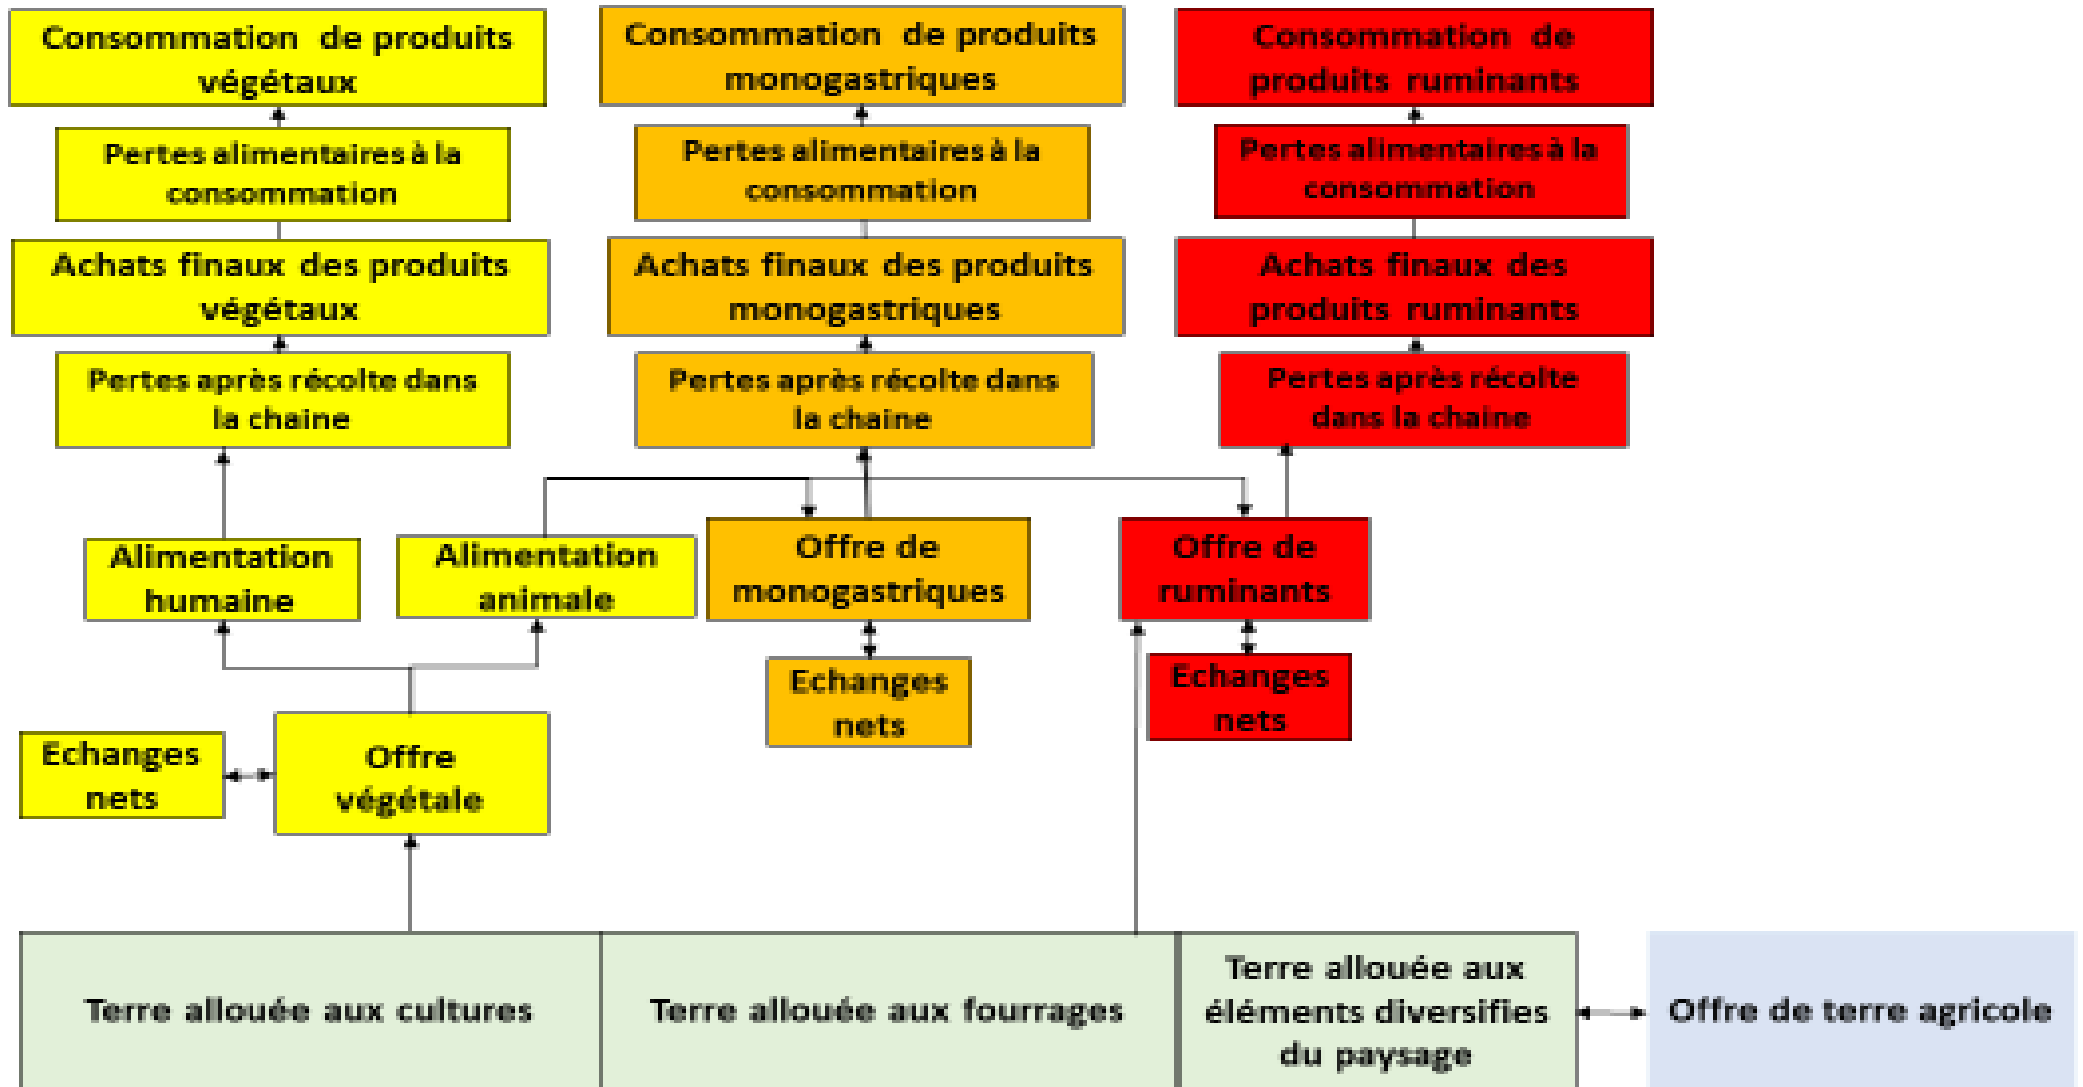 Consommation de produits
végétaux
Consommation de produits
monogastriques
Consommation de
produits ruminants
Pertes alimentaires à la
consommation
Pertes alimentaires à la
consommation
Pertes alimentaires à la
consommation
Achats finaux des produits
végétaux
Achats finaux des produits
monogastriques
Achats finaux des
produits ruminants
Pertes après récolte dans
la chaine
Pertes après récolte dans
la chaine
Pertes après récolte
dans la chaine
Alimentation
humaine
Alimentation
animale
Offre de
monogastriques
Offre de
ruminants
Echanges
nets
Echanges
nets
Echanges
nets
Offre
végétale
Terre allouée aux cultures
Terre allouée aux fourrages
Terre allouée aux
éléments diversifies
du paysage
Offre de terre agricole